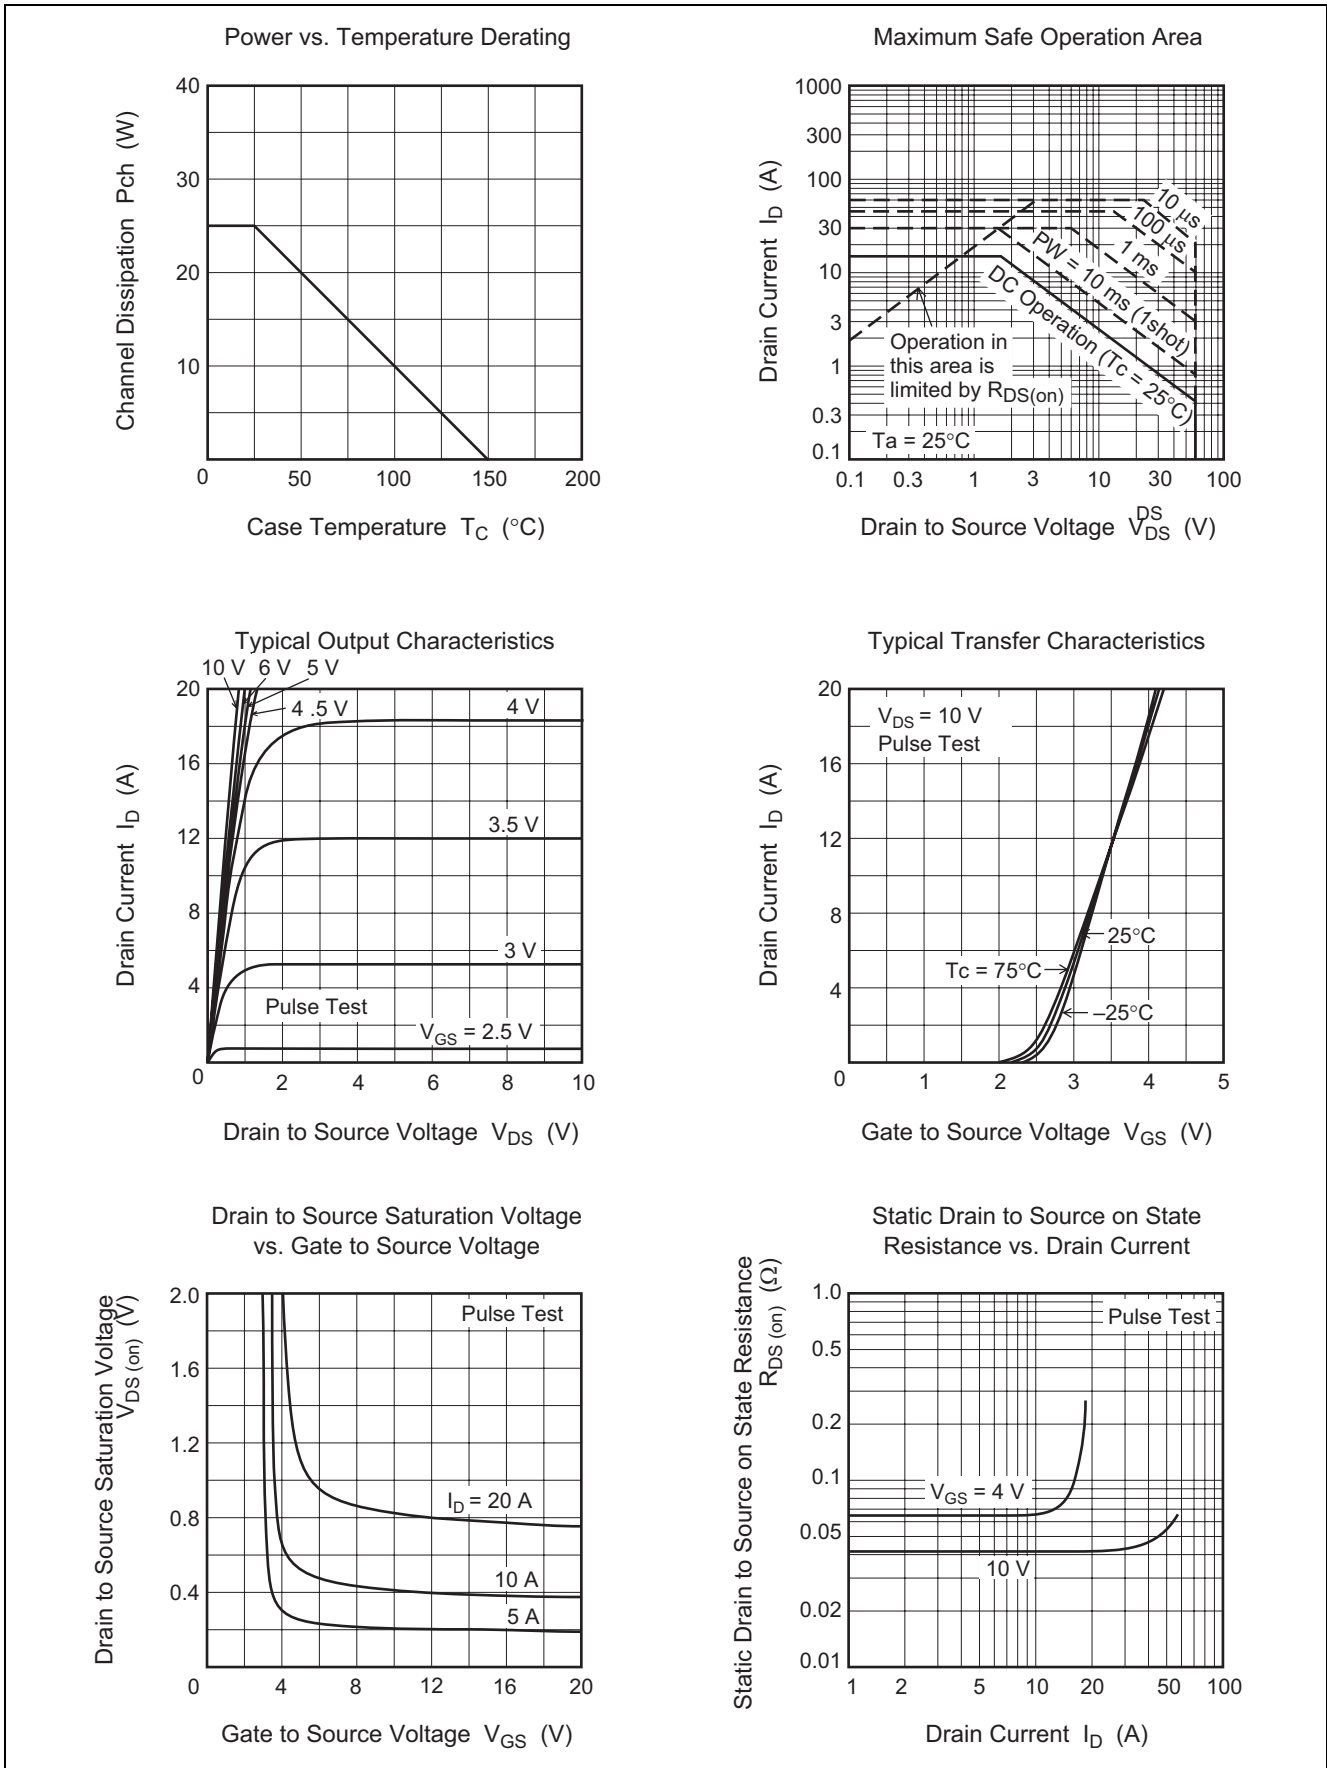 Power vs. Temperature Derating
40
30
20
10
0
50
100
150
200
Channel Dissipation Pch (W)
Case Temperature TC (°C)
Maximum Safe Operation Area
1000
300
100
30
10
3
1
0.3
0.1
0.1
0.3
1
3
10
30
100
Drain Current ID (A)
10 µs
100 µs
1 ms
PW = 10 ms (1shot)
DC Operation (Tc = 25°C)
Operation in
this area is
limited by RDS(on)
Ta = 25°C
DS
Drain to Source Voltage VDS (V)
Typical Output Characteristics
10 V 6 V 5 V
4 .5 V
4 V
3.5 V
3 V
Pulse Test
VGS = 2.5 V
20
16
12
8
4
0
2
4
6
8
10
Drain Current ID (A)
Drain to Source Voltage VDS (V)
Typical Transfer Characteristics
VDS = 10 V
Pulse Test
25°C
Tc = 75°C
–25°C
20
16
12
8
4
0
1
2
3
4
5
Drain Current ID (A)
Gate to Source Voltage VGS (V)
Drain to Source Saturation Voltage
vs. Gate to Source Voltage
Pulse Test
ID = 20 A
10 A
5 A
2.0
1.6
1.2
0.8
0.4
0
4
8
12
16
20
Drain to Source Saturation Voltage
VDS (on) (V)
Gate to Source Voltage VGS (V)
Static Drain to Source on State
Resistance vs. Drain Current
Pulse Test
VGS = 4 V
10 V
1.0
0.5
0.2
0.1
0.05
0.02
0.01
1
2
5
10
20
50
100
Static Drain to Source on State Resistance
RDS (on) (Ω)
Drain Current ID (A)